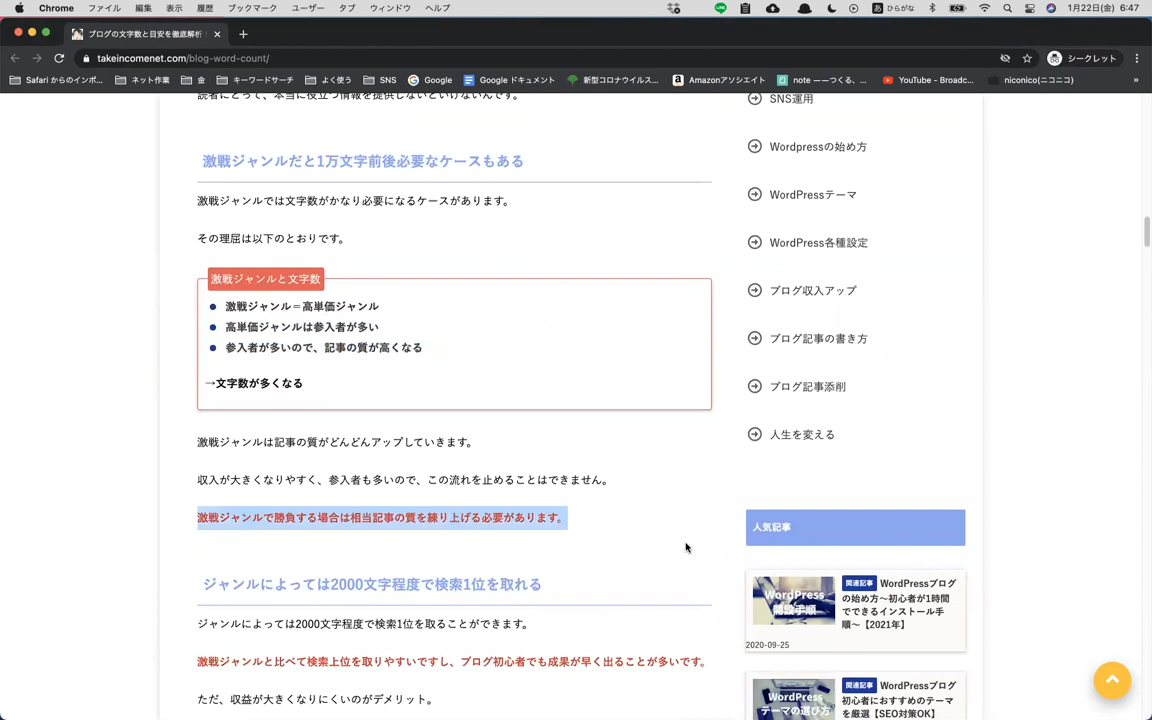 Chrome ファイル 編集 表示 履歴 ブックマーク ユーザー タブ ウィンドウ ヘルプ
あ ひらがな 1月22日(金) 6:47
ブログの文字数と目安を徹底解析
takeincomenet.com/blog-word-count/
シークレット
Safari からのインポ... ネット作業 金 キーワードサーチ よく使う SNS Google Google ドキュメント 新型コロナウイルス... Amazonアソシエイト note ーーつくる、... YouTube - Broadc... niconico(ニコニコ) »
読者にとって、本当に役立つ情報を提供しないといけないんです。
激戦ジャンルだと1万文字前後必要なケースもある
激戦ジャンルでは文字数がかなり必要になるケースがあります。
その理屈は以下のとおりです。
激戦ジャンルと文字数
激戦ジャンル＝高単価ジャンル
高単価ジャンルは参入者が多い
参入者が多いので、記事の質が高くなる
→文字数が多くなる
激戦ジャンルは記事の質がどんどんアップしていきます。
収入が大きくなりやすく、参入者も多いので、この流れを止めることはできません。
激戦ジャンルで勝負する場合は相当記事の質を練り上げる必要があります。
ジャンルによっては2000文字程度で検索1位を取れる
ジャンルによっては2000文字程度で検索1位を取ることができます。
激戦ジャンルと比べて検索上位を取りやすいですし、ブログ初心者でも成果が早く出ることが多いです。
ただ、収益が大きくなりにくいのがデメリット。
SNS運用
Wordpressの始め方
WordPressテーマ
WordPress各種設定
ブログ収入アップ
ブログ記事の書き方
ブログ記事添削
人生を変える
人気記事
WordPress
開設手順
関連記事 WordPressブログ
の始め方〜初心者が1時間
でできるインストール手
順〜【2021年】
2020-09-25
WordPress
テーマの選び方
関連記事 WordPressブログ
初心者におすすめのテー
マを厳選【SEO対策OK】